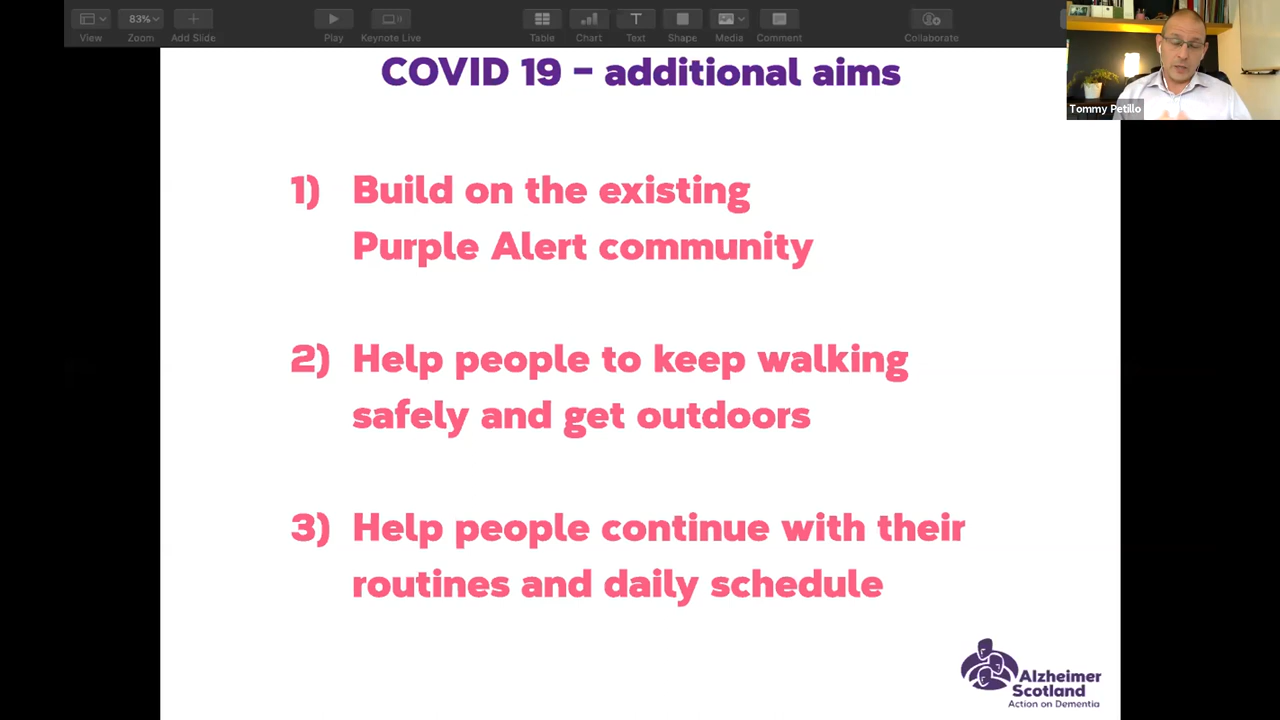 83%
View
Zoom
Add Slide
Play
Keynote Live
Table
Chart
Text
Shape
Media
Comment
Collaborate
Tommy Petillo
COVID 19 – additional aims
1) Build on the existing
Purple Alert community
2) Help people to keep walking
safely and get outdoors
3) Help people continue with their
routines and daily schedule
Alzheimer
Scotland
Action on Dementia